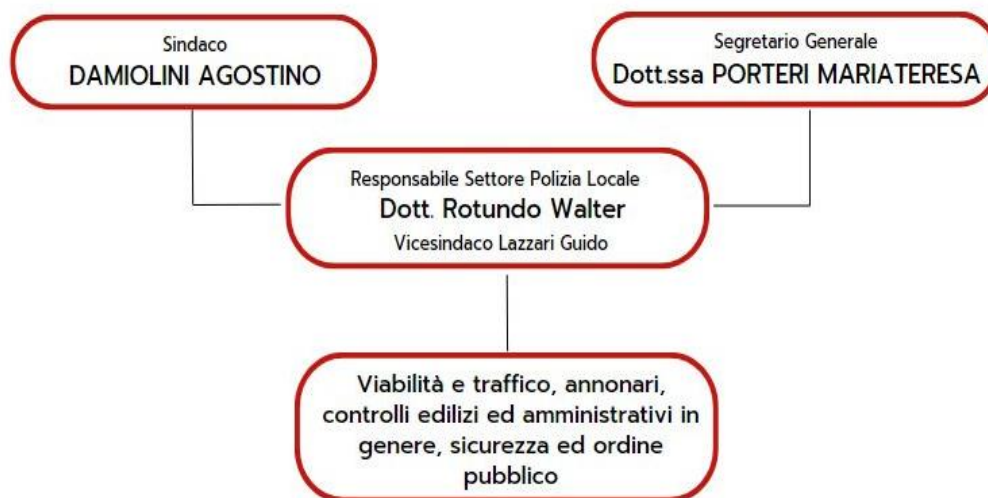 Sindaco
DAMIOLINI AGOSTINO
Segretario Generale
Dott.ssa PORTERI MARIATERESA
Responsabile Settore Polizia Locale
Dott. Rotundo Walter
Vicesindaco Lazzari Guido
Viabilità e traffico, annonari,
controlli edilizi ed amministrativi in
genere, sicurezza ed ordine
pubblico